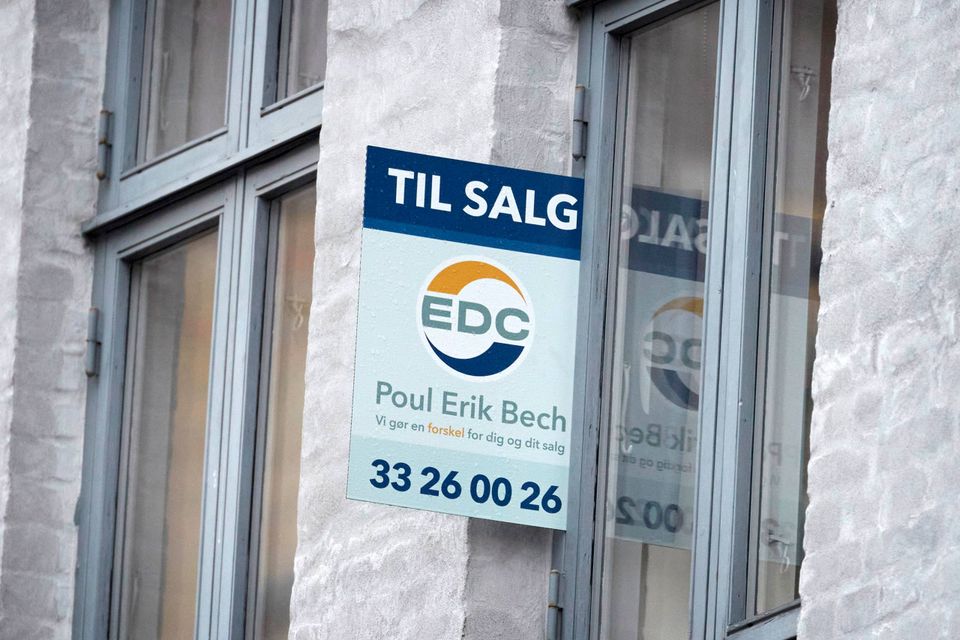 TIL SALG
EDC
Poul Erik Bech
Vi gør en forskel for dig og dit salg
33 26 00 26